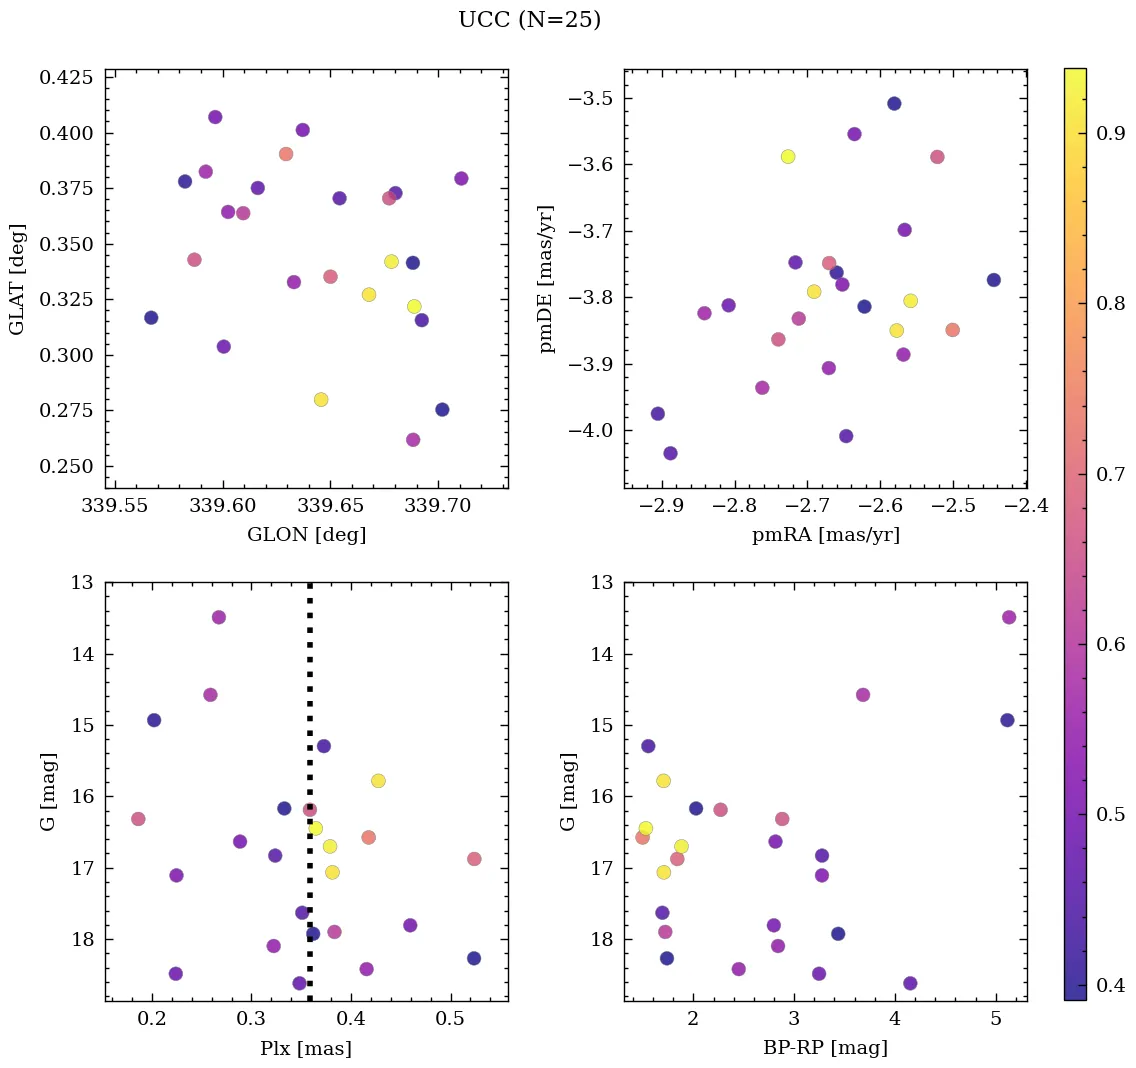 UCC (N=25)
0.425
0.400
0.375
0.350
0.325
0.300
0.275
0.250
GLAT [deg]
339.55 339.60 339.65 339.70
GLON [deg]
−3.5
−3.6
−3.7
−3.8
−3.9
−4.0
pmDE [mas/yr]
−2.9 −2.8 −2.7 −2.6 −2.5 −2.4
pmRA [mas/yr]
13
14
15
16
17
18
G [mag]
0.2 0.3 0.4 0.5
Plx [mas]
13
14
15
16
17
18
G [mag]
2 3 4 5
BP-RP [mag]
0.9
0.8
0.7
0.6
0.5
0.4